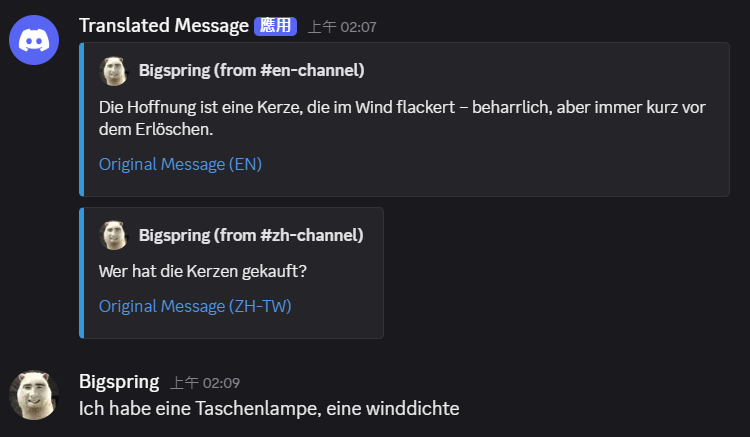 Translated Message 應用 上午 02:07
Bigspring (from #en-channel)
Die Hoffnung ist eine Kerze, die im Wind flackert – beharrlich, aber immer kurz vor
dem Erlöschen.
Original Message (EN)
Bigspring (from #zh-channel)
Wer hat die Kerzen gekauft?
Original Message (ZH-TW)
Bigspring 上午 02:09
Ich habe eine Taschenlampe, eine winddichte